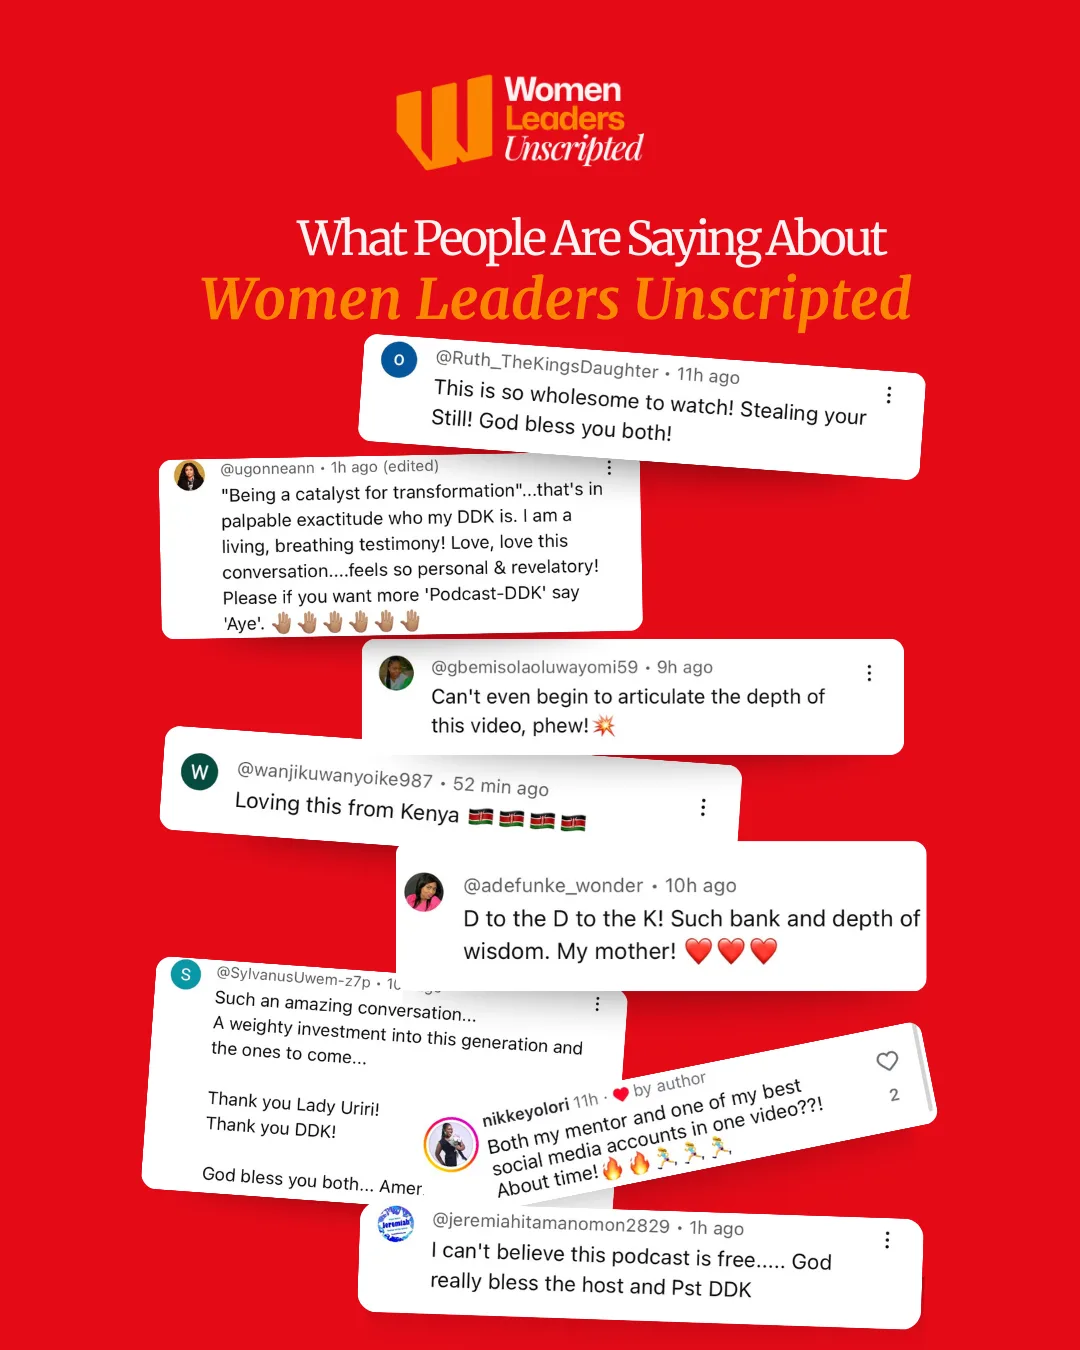 Women
Leaders
Unscripted
What People Are Saying About
Women Leaders Unscripted
O
@Ruth_TheKingsDaughter • 11h ago
This is so wholesome to watch! Stealing your
Still! God bless you both!
@ugonneann • 1h ago (edited)
"Being a catalyst for transformation"...that's in
palpable exactitude who my DDK is. I am a
living, breathing testimony! Love, love this
conversation....feels so personal & revelatory!
Please if you want more 'Podcast-DDK' say
'Aye'. 🤚🏽🤚🏽🤚🏽🤚🏽🤚🏽🤚🏽
@gbemisolaoluwayomi59 • 9h ago
Can't even begin to articulate the depth of
this video, phew!💥
W
@wanjikuwanyoike987 • 52 min ago
Loving this from Kenya 🇰🇪🇰🇪🇰🇪🇰🇪
@adefunke_wonder • 10h ago
D to the D to the K! Such bank and depth of
wisdom. My mother! ❤️❤️❤️
S
@SylvanusUwem-z7p •
Such an amazing conversation...
A weighty investment into this generation and
the ones to come...
Thank you Lady Uriri!
Thank you DDK!
God bless you both...
nikkeyolori 11h · ❤️ by author
Both my mentor and one of my best
social media accounts in one video??!
About time!🔥🔥🏃🏼‍♀️🏃🏼‍♀️🏃🏼‍♀️
2
Jeremiah
@jeremiahitamanomon2829 • 1h ago
I can't believe this podcast is free..... God
really bless the host and Pst DDK